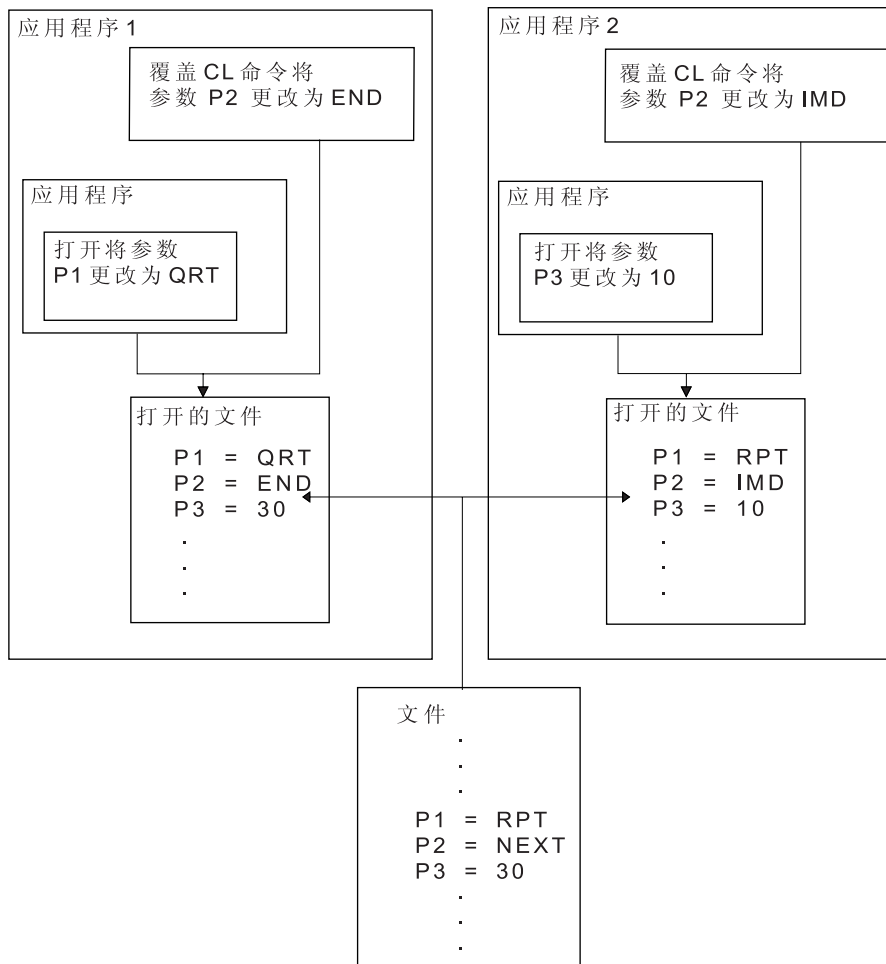 应用程序 1
覆盖 CL 命令将
参数 P2 更改为 END
应用程序
打开将参数
P1 更改为 QRT
打开的文件
P1 = QRT
P2 = END
P3 = 30
.
.
.
应用程序 2
覆盖 CL 命令将
参数 P2 更改为 IMD
应用程序
打开将参数
P3 更改为 10
打开的文件
P1 = RPT
P2 = IMD
P3 = 10
.
.
.
文件
.
.
.
P1 = RPT
P2 = NEXT
P3 = 30
.
.
.